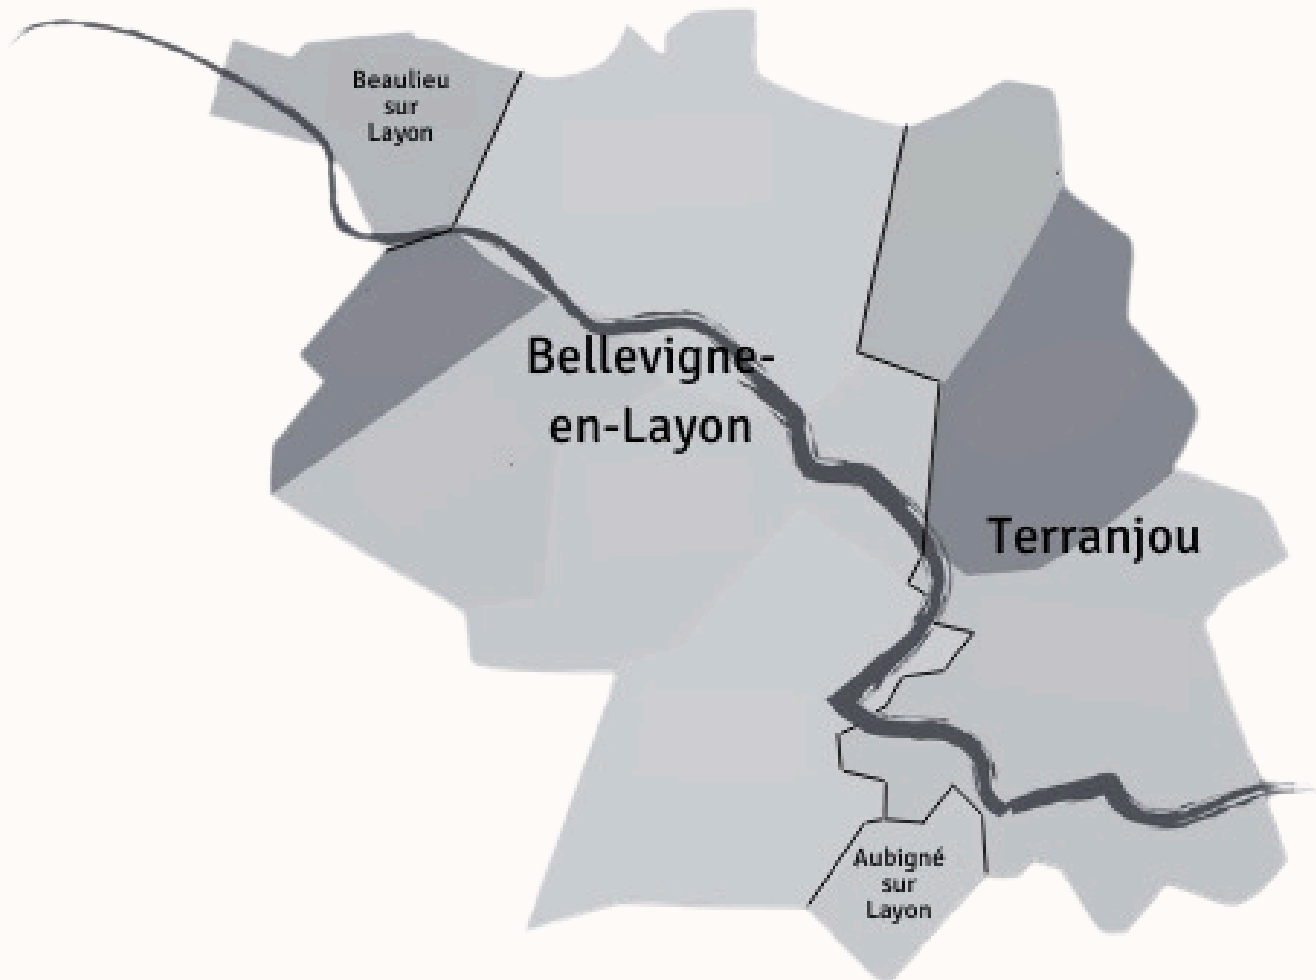 Beaulieu
sur
Layon
Bellevigne-
en-Layon
Terranjou
Aubigné
sur
Layon